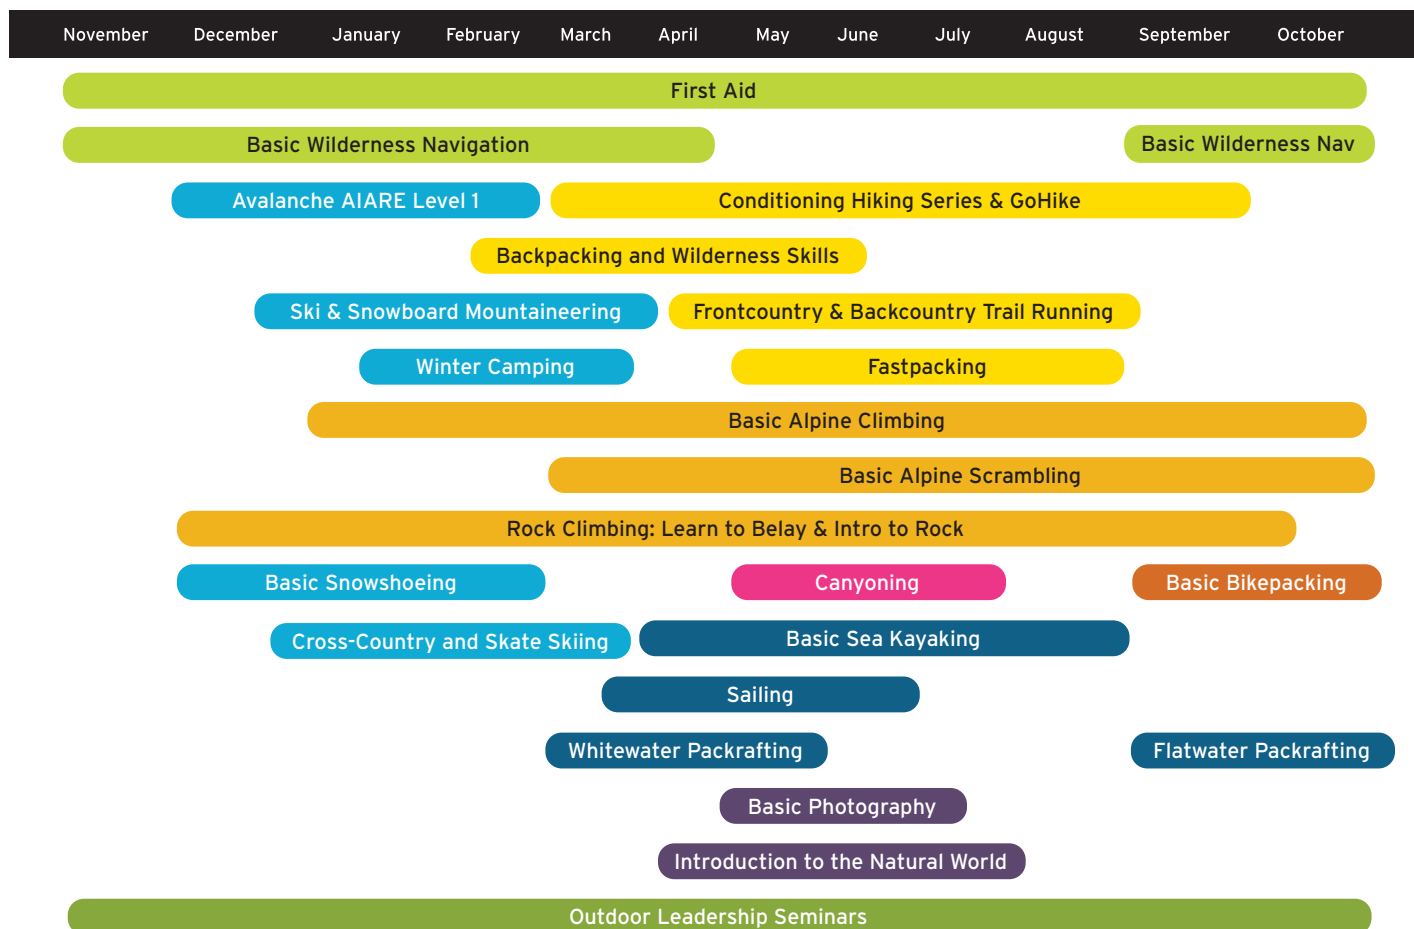 November December January February March April May June July August September October
First Aid
Basic Wilderness Navigation Basic Wilderness Nav
Avalanche AIARE Level 1 Conditioning Hiking Series & GoHike
Backpacking and Wilderness Skills
Ski & Snowboard Mountaineering Frontcountry & Backcountry Trail Running
Winter Camping Fastpacking
Basic Alpine Climbing
Basic Alpine Scrambling
Rock Climbing: Learn to Belay & Intro to Rock
Basic Snowshoeing Canyoning Basic Bikepacking
Cross-Country and Skate Skiing Basic Sea Kayaking
Sailing
Whitewater Packrafting Flatwater Packrafting
Basic Photography
Introduction to the Natural World
Outdoor Leadership Seminars